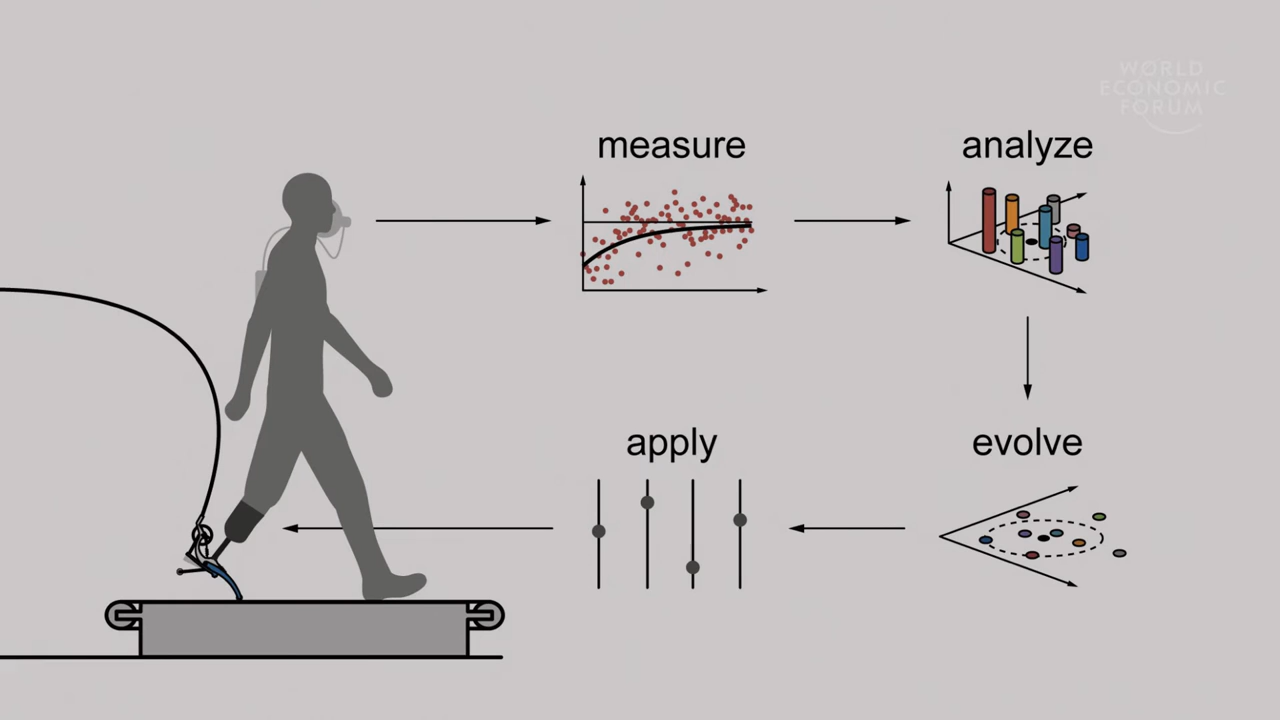 WORLD
ECONOMIC
FORUM
measure
analyze
apply
evolve